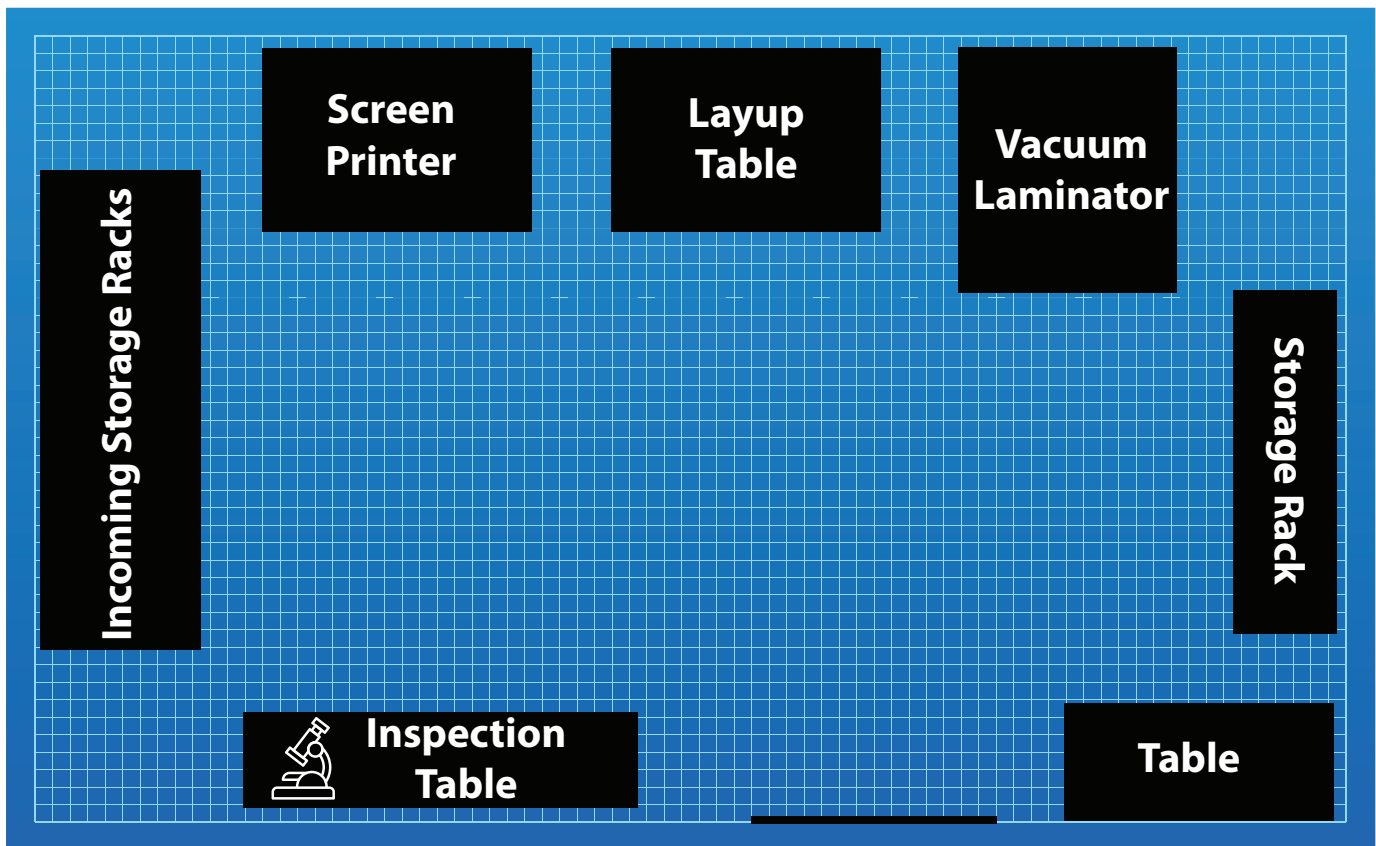 Screen
Printer
Layup
Table
Vacuum
Laminator
Incoming Storage Racks
Storage Rack
Inspection
Table
Table